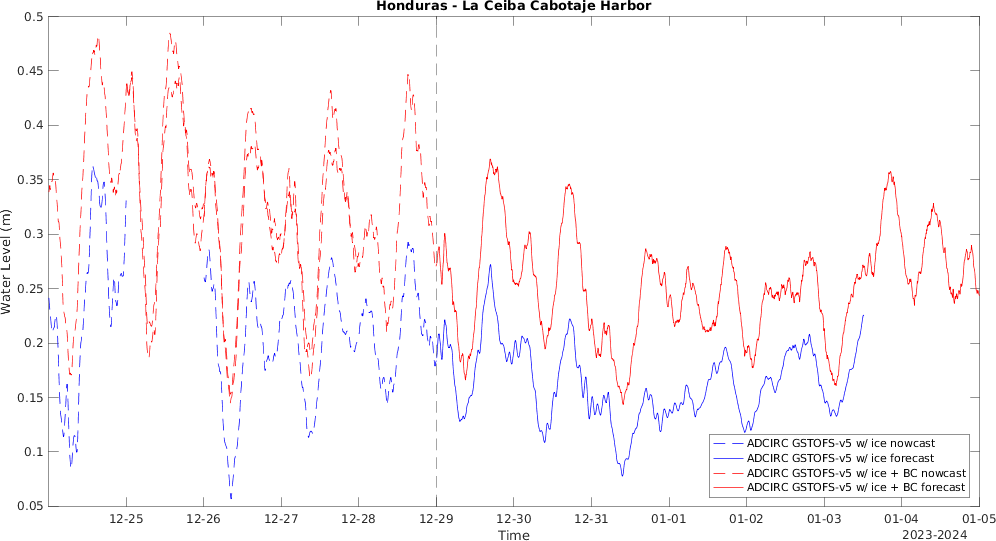 Honduras - La Ceiba Cabotaje Harbor
0.5
0.45
0.4
0.35
0.3
0.25
0.2
0.15
0.1
0.05
Water Level (m)
ADCIRC GSTOFS-v5 w/ ice nowcast
ADCIRC GSTOFS-v5 w/ ice forecast
ADCIRC GSTOFS-v5 w/ ice + BC nowcast
ADCIRC GSTOFS-v5 w/ ice + BC forecast
12-25 12-26 12-27 12-28 12-29 12-30 12-31 01-01 01-02 01-03 01-04 01-05
Time
2023-2024